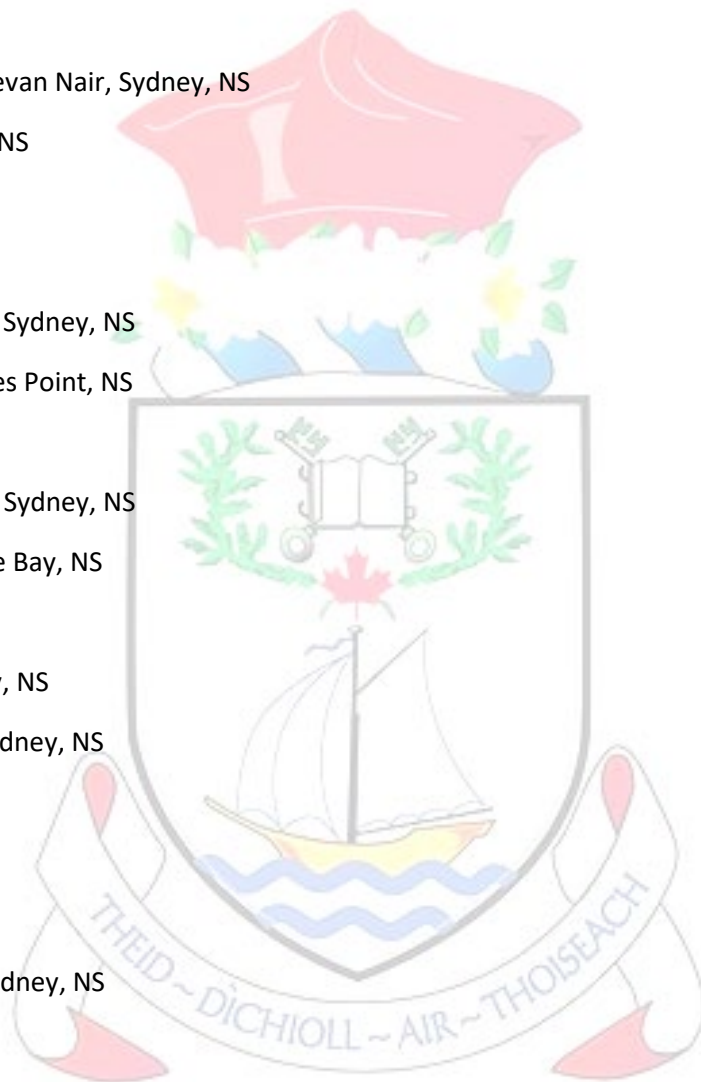 evan Nair, Sydney, NS
NS
Sydney, NS
es Point, NS
Sydney, NS
e Bay, NS
, NS
dney, NS
dney, NS
THEID ~ DÌCHIOLL ~ AIR ~ THOISEACH